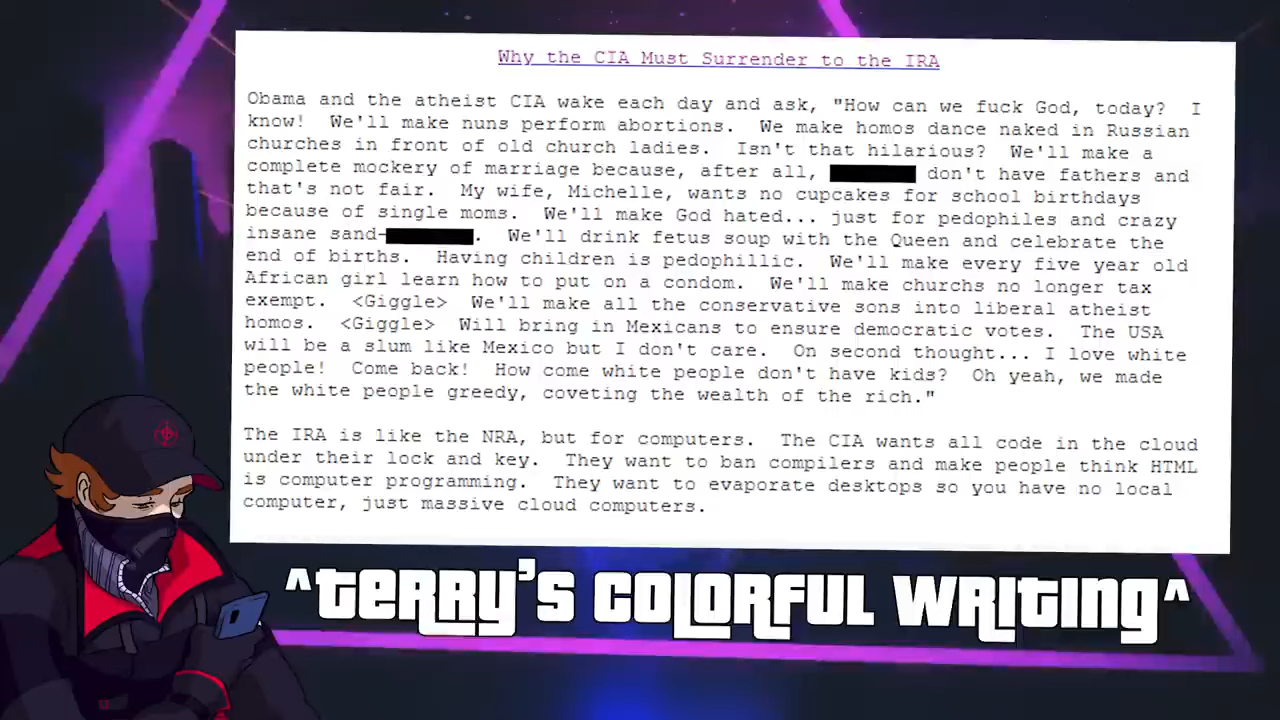 Why the CIA Must Surrender to the IRA
Obama and the atheist CIA wake each day and ask, "How can we fuck God, today? I
know! We'll make nuns perform abortions. We make homos dance naked in Russian
churches in front of old church ladies. Isn't that hilarious? We'll make a
complete mockery of marriage because, after all, don't have fathers and
that's not fair. My wife, Michelle, wants no cupcakes for school birthdays
because of single moms. We'll make God hated... just for pedophiles and crazy
insane sand- . We'll drink fetus soup with the Queen and celebrate the
end of births. Having children is pedophillic. We'll make every five year old
African girl learn how to put on a condom. We'll make churchs no longer tax
exempt. <Giggle> We'll make all the conservative sons into liberal atheist
homos. <Giggle> Will bring in Mexicans to ensure democratic votes. The USA
will be a slum like Mexico but I don't care. On second thought... I love white
people! Come back! How come white people don't have kids? Oh yeah, we made
the white people greedy, coveting the wealth of the rich."
The IRA is like the NRA, but for computers. The CIA wants all code in the cloud
under their lock and key. They want to ban compilers and make people think HTML
is computer programming. They want to evaporate desktops so you have no local
computer, just massive cloud computers.
^TERRY'S COLORFUL WRITING^